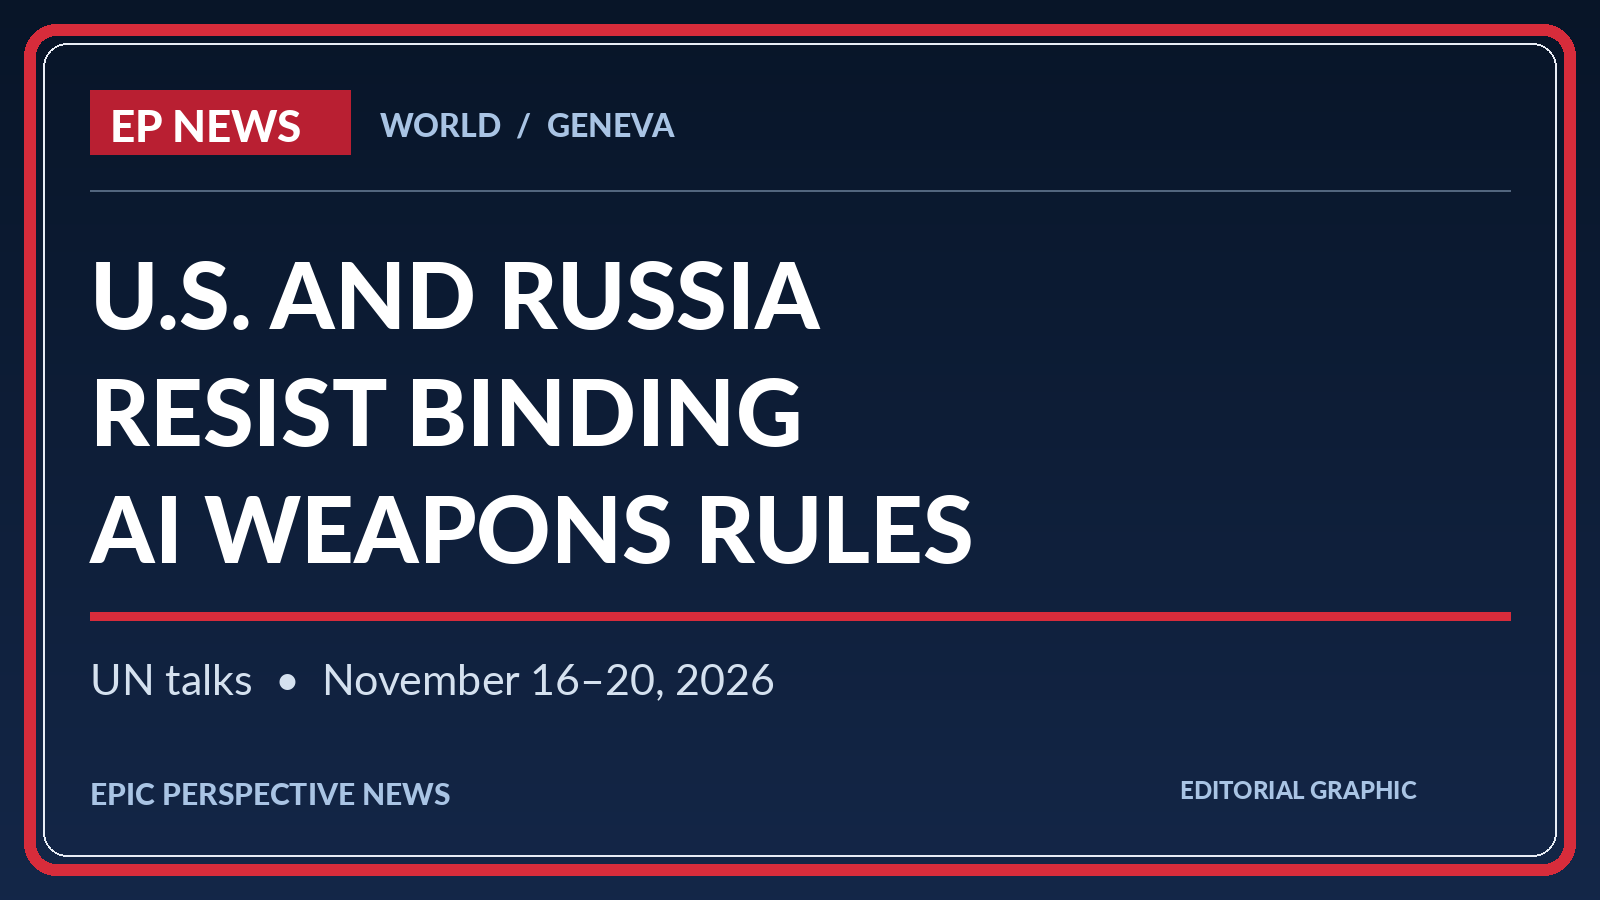 EP NEWS
WORLD / GENEVA
U.S. AND RUSSIA
RESIST BINDING
AI WEAPONS RULES
UN talks • November 16–20, 2026
EPIC PERSPECTIVE NEWS
EDITORIAL GRAPHIC